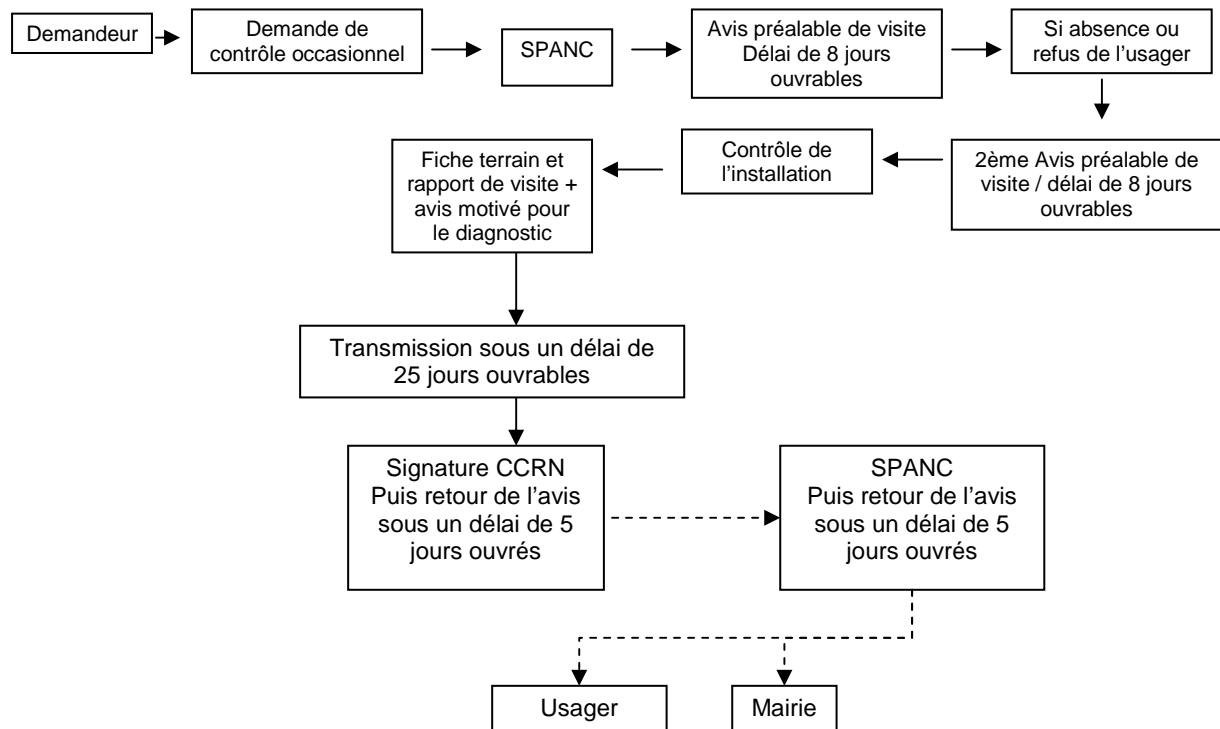 Demandeur
Demande de
contrôle occasionnel
SPANC
Avis préalable de visite
Délai de 8 jours
ouvrables
Si absence ou
refus de l’usager
2ème Avis préalable de
visite / délai de 8 jours
ouvrables
Contrôle de
l’installation
Fiche terrain et
rapport de visite +
avis motivé pour
le diagnostic
Transmission sous un délai de
25 jours ouvrables
Signature CCRN
Puis retour de l’avis
sous un délai de 5
jours ouvrés
SPANC
Puis retour de l’avis
sous un délai de 5
jours ouvrés
Usager
Mairie